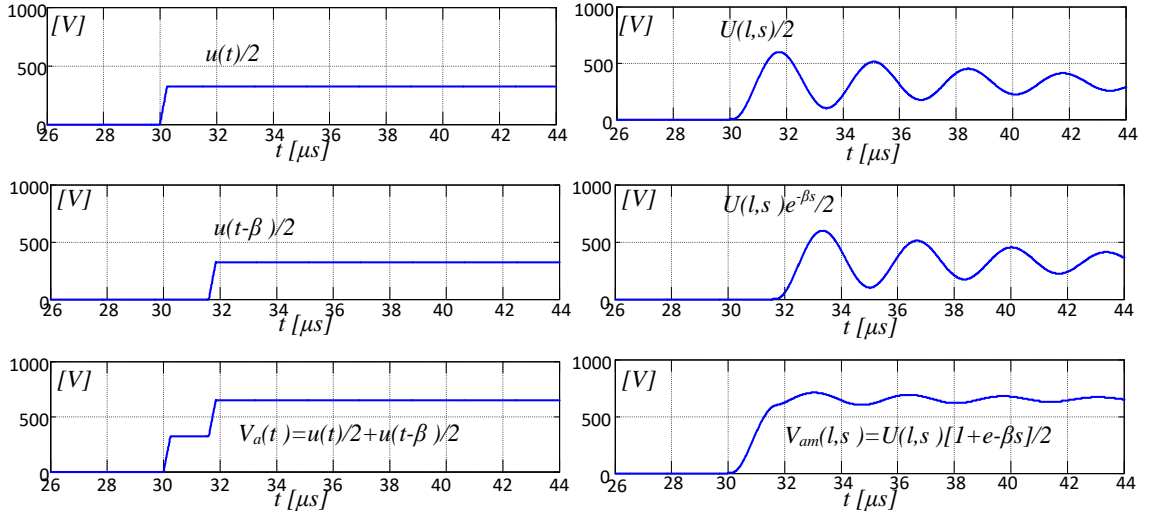 1000
[V]
u(t)/2
500
0
26 28 30 32 34 36 38 40 42 44
t [μs]
1000
[V]
U(l,s)/2
500
0
26 28 30 32 34 36 38 40 42 44
t [μs]
1000
[V]
u(t-β )/2
500
0
26 28 30 32 34 36 38 40 42 44
t [μs]
1000
[V]
U(l,s )e^-βs/2
500
0
26 28 30 32 34 36 38 40 42 44
t [μs]
1000
[V]
500
Va(t )=u(t)/2+u(t-β )/2
0
26 28 30 32 34 36 38 40 42 44
t [μs]
1000
[V]
500
Vam(l,s )=U(l,s )[1+e-βs]/2
0
26 28 30 32 34 36 38 40 42 44
t [μs]